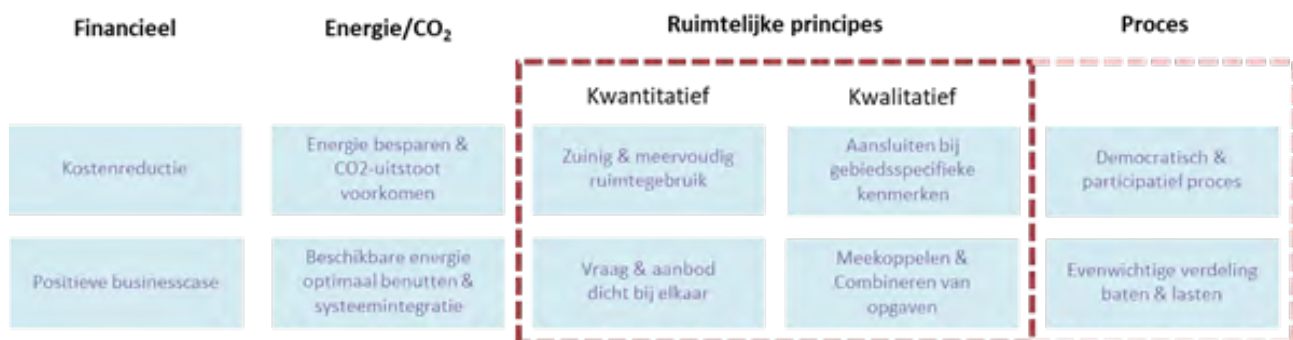 Financieel
Energie/CO₂
Ruimtelijke principes
Proces
Kwantitatief
Kwalitatief
Kostenreductie
Energie besparen &
CO2-uitstoot
voorkomen
Zuinig & meervoudig
ruimtegebruik
Aansluiten bij
gebiedsspecifieke
kenmerken
Democratisch &
participatief proces
Positieve businesscase
Beschikbare energie
optimaal benutten &
systeemintegratie
Vraag & aanbod
dicht bij elkaar
Meekoppelen &
Combineren van
opgaven
Evenwichtige verdeling
baten & lasten